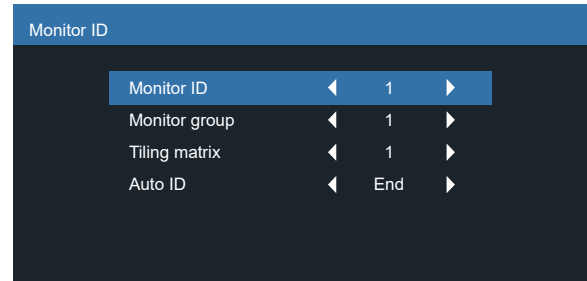 Monitor ID
Monitor ID 1
Monitor group 1
Tiling matrix 1
Auto ID End